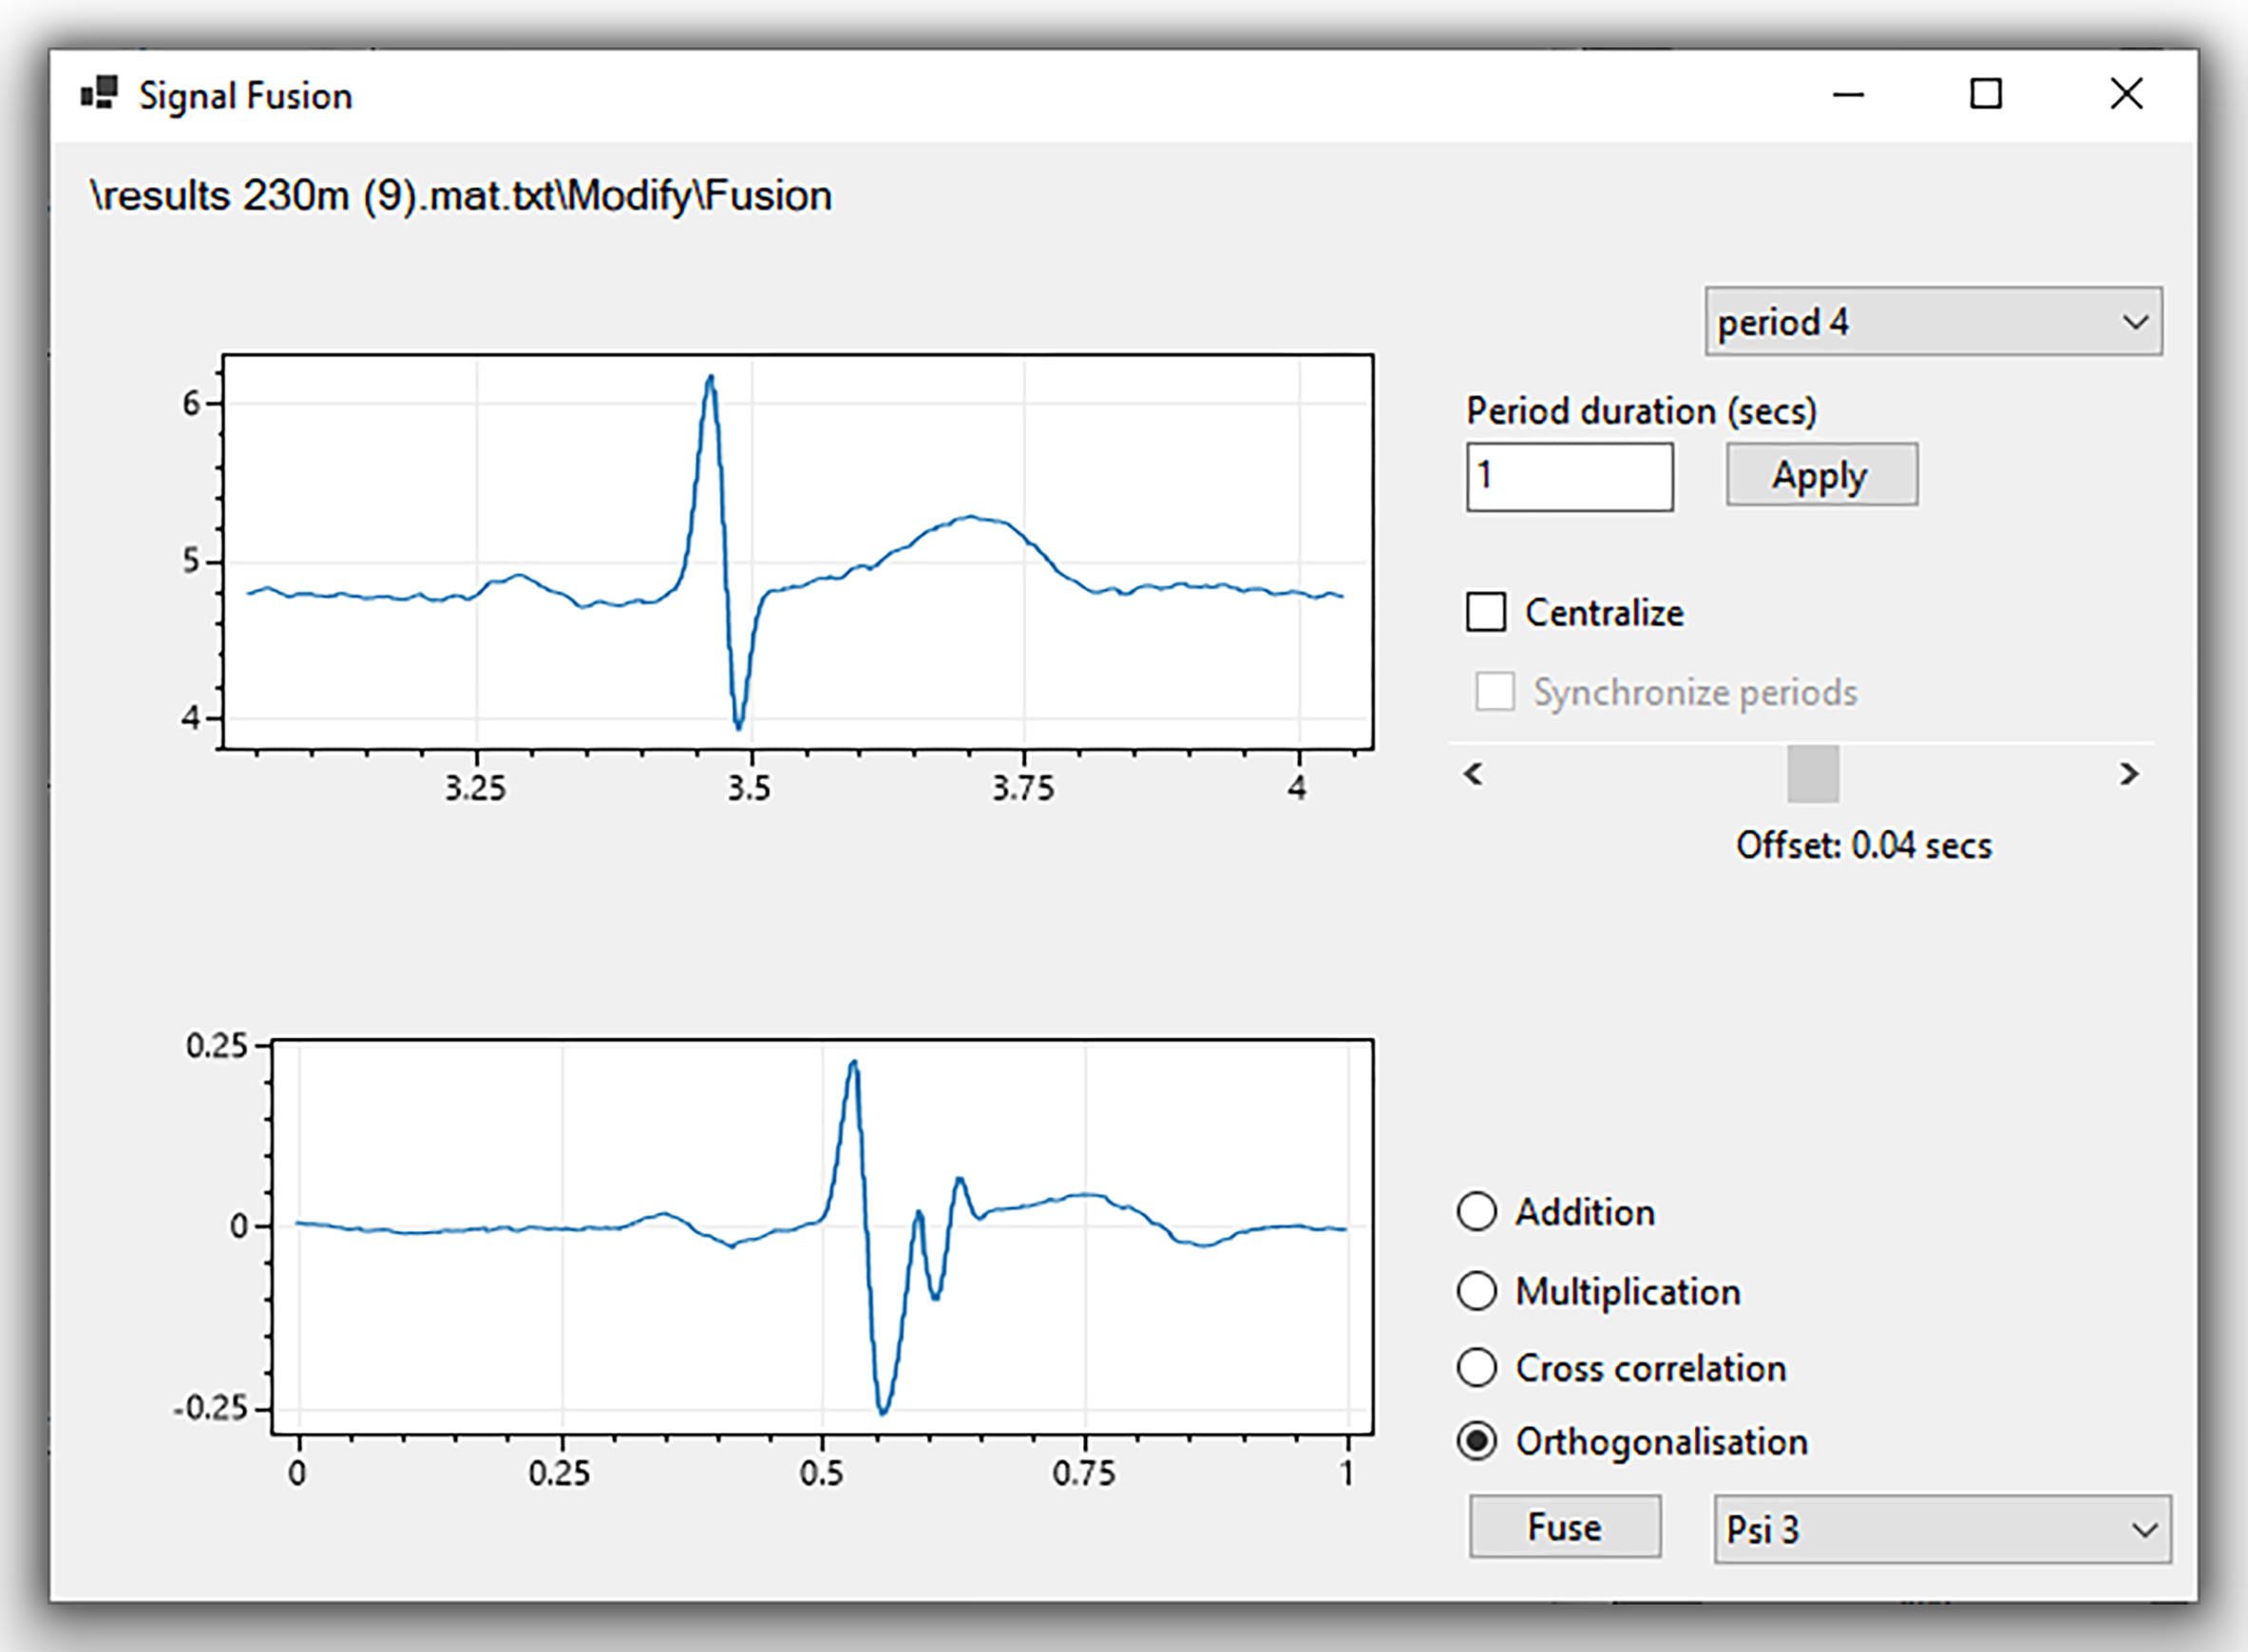 Signal Fusion
\results 230m (9).mat.txt\Modify\Fusion
period 4
Period duration (secs)
1
Apply
Centralize
Synchronize periods
Offset: 0.04 secs
6
5
4
3.25 3.5 3.75 4
0.25
0
-0.25
0 0.25 0.5 0.75 1
Addition
Multiplication
Cross correlation
Orthogonalisation
Fuse
Psi 3